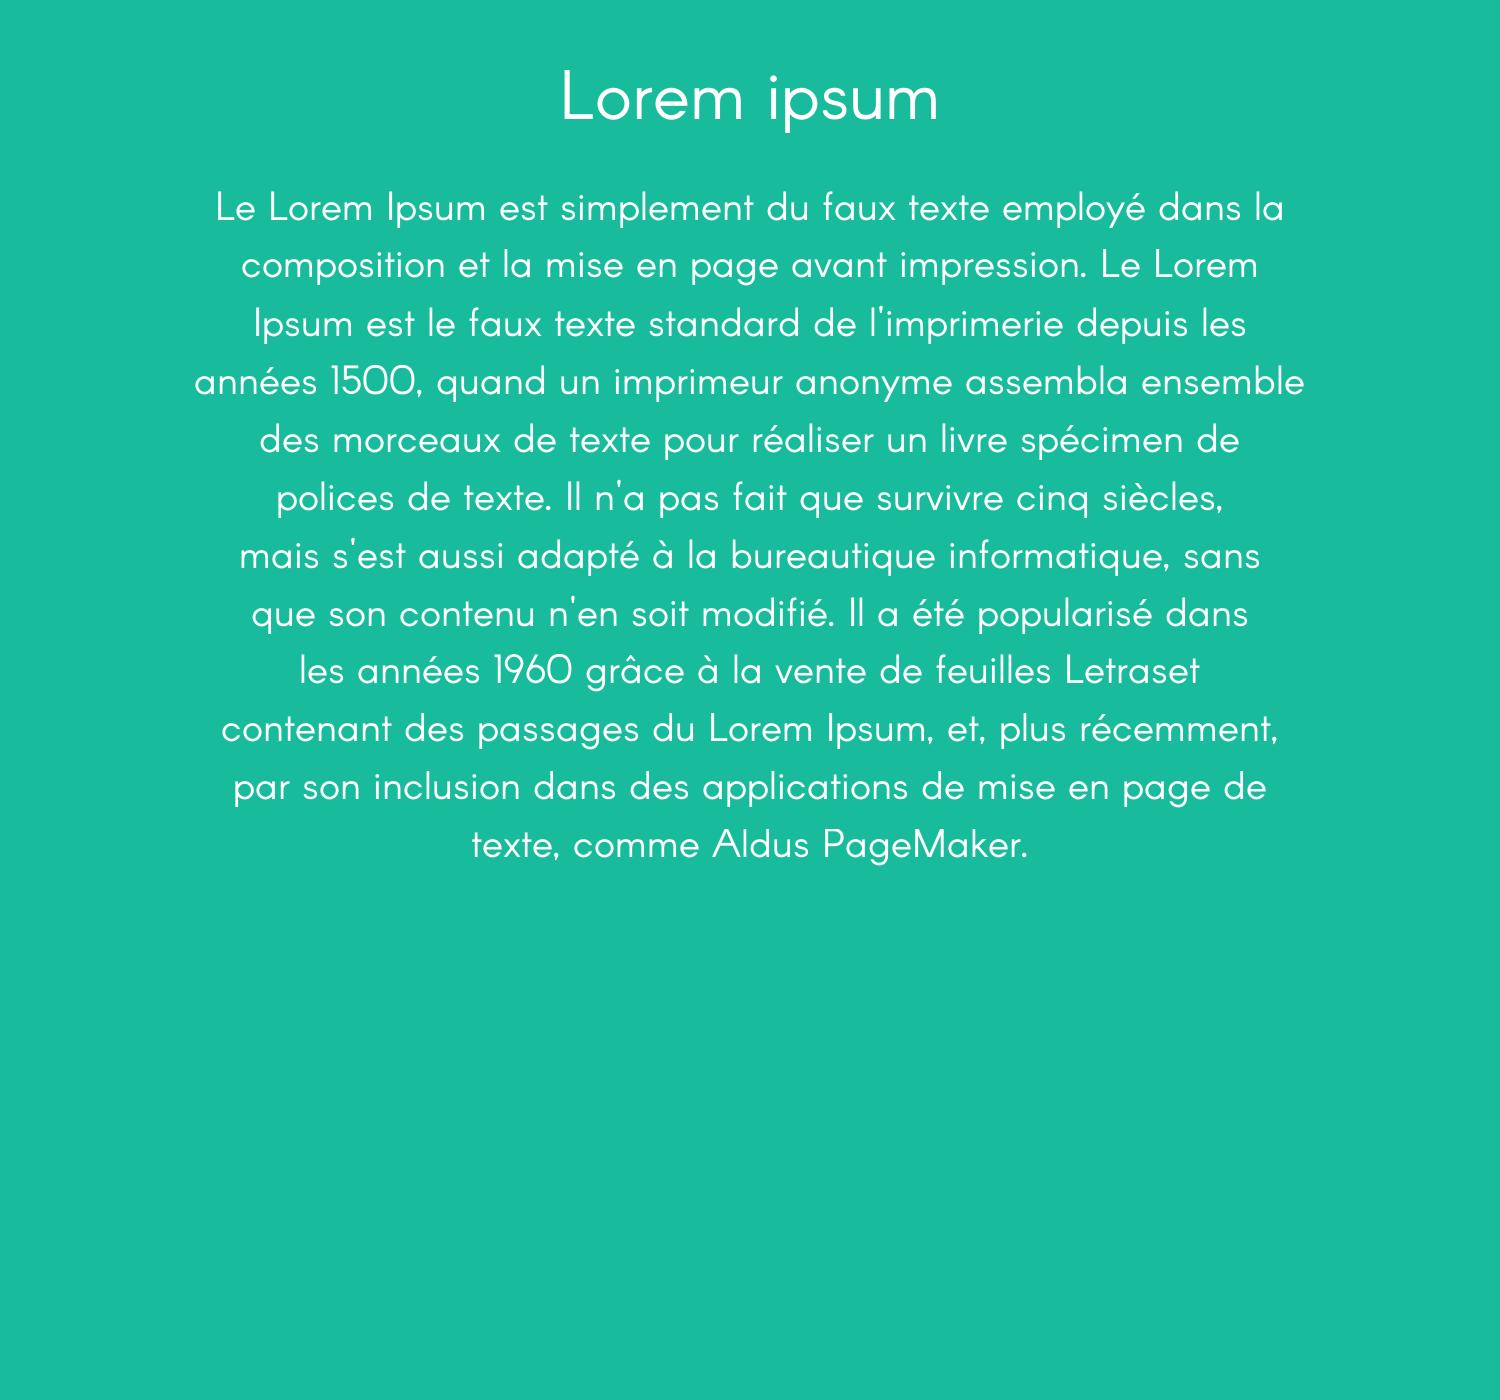 Lorem ipsum
Le Lorem Ipsum est simplement du faux texte employé dans la
composition et la mise en page avant impression. Le Lorem
Ipsum est le faux texte standard de l'imprimerie depuis les
années 1500, quand un imprimeur anonyme assembla ensemble
des morceaux de texte pour réaliser un livre spécimen de
polices de texte. Il n'a pas fait que survivre cinq siècles,
mais s'est aussi adapté à la bureautique informatique, sans
que son contenu n'en soit modifié. Il a été popularisé dans
les années 1960 grâce à la vente de feuilles Letraset
contenant des passages du Lorem Ipsum, et, plus récemment,
par son inclusion dans des applications de mise en page de
texte, comme Aldus PageMaker.